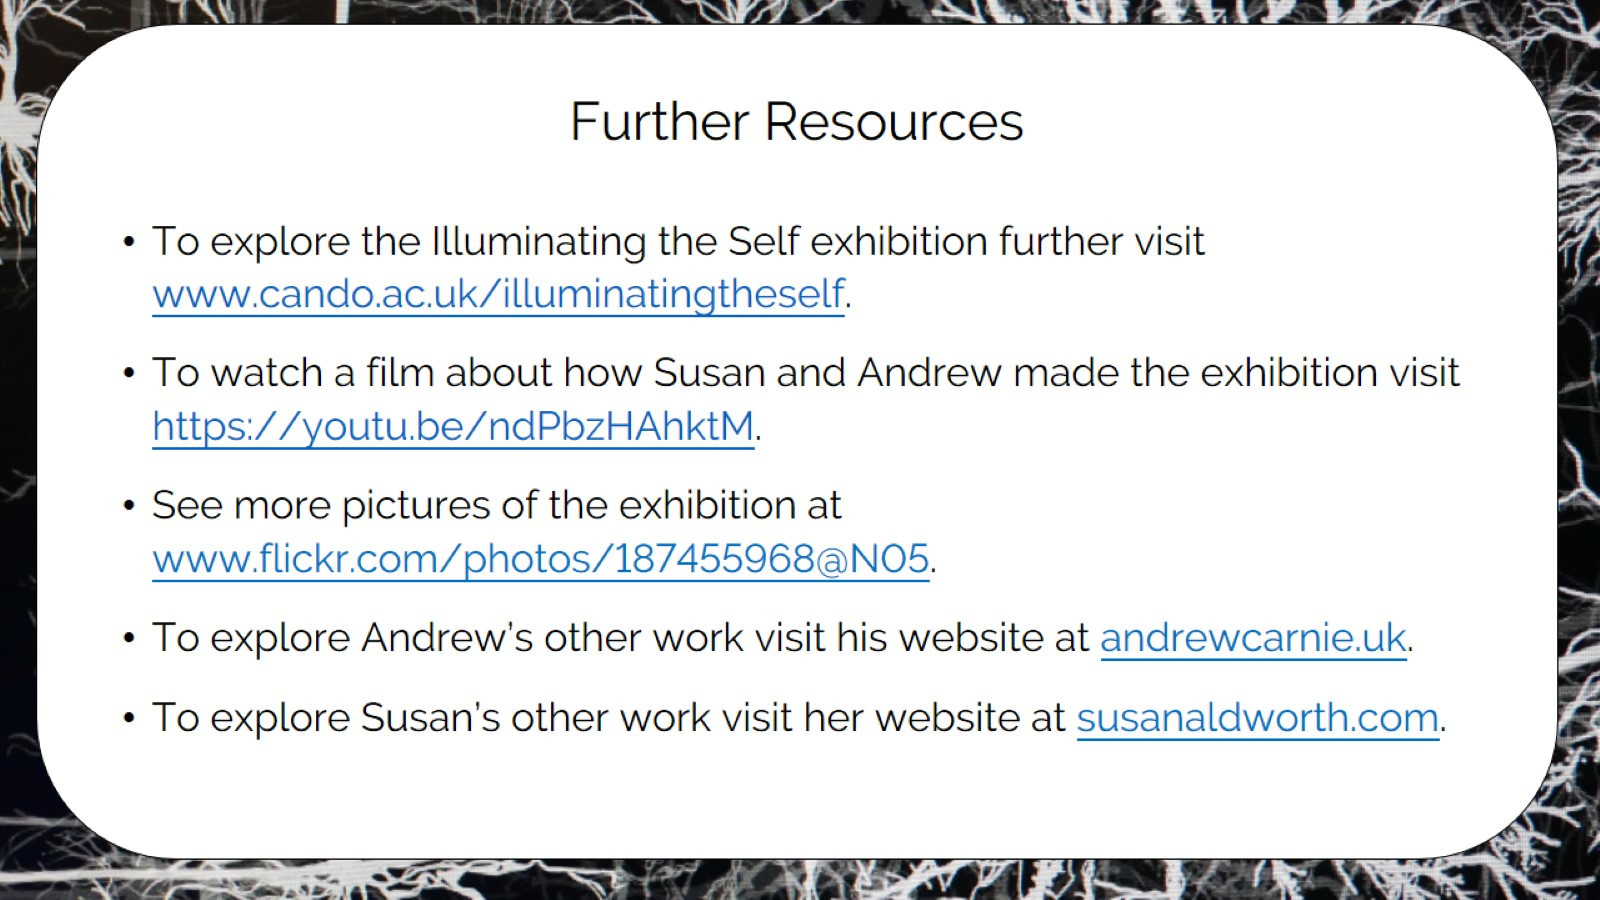 Further Resources
• To explore the Illuminating the Self exhibition further visit
www.cando.ac.uk/illuminatingtheself.
• To watch a film about how Susan and Andrew made the exhibition visit
https://youtu.be/ndPbzHAhktM.
• See more pictures of the exhibition at
www.flickr.com/photos/187455968@N05.
• To explore Andrew’s other work visit his website at andrewcarnie.uk.
• To explore Susan’s other work visit her website at susanaldworth.com.